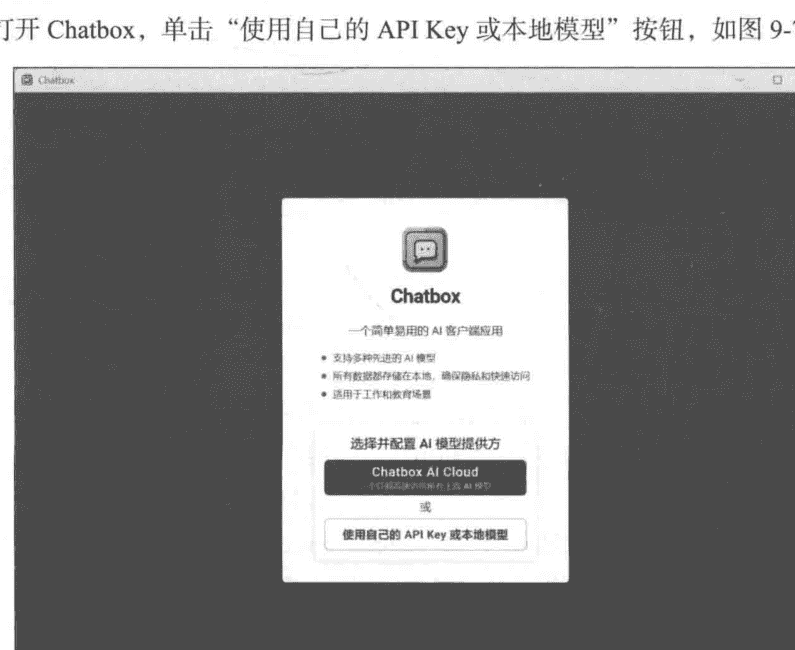 打开 Chatbox，单击“使用自己的 API Key 或本地模型”按钮，如图 9-
Chatbox
Chatbox
一个简单易用的 AI 客户端应用
● 支持多种先进的 AI 模型
● 所有数据都存储在本地，确保隐私和快速访问
● 适用于工作和教育场景
选择并配置 AI 模型提供方
Chatbox AI Cloud
或
使用自己的 API Key 或本地模型